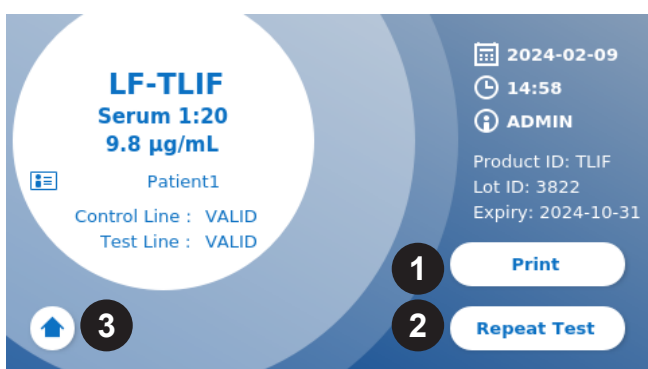 LF-TLIF
Serum 1:20
9.8 µg/mL
Patient1
Control Line : VALID
Test Line : VALID
2024-02-09
14:58
ADMIN
Product ID: TLIF
Lot ID: 3822
Expiry: 2024-10-31
1
Print
2
Repeat Test
3